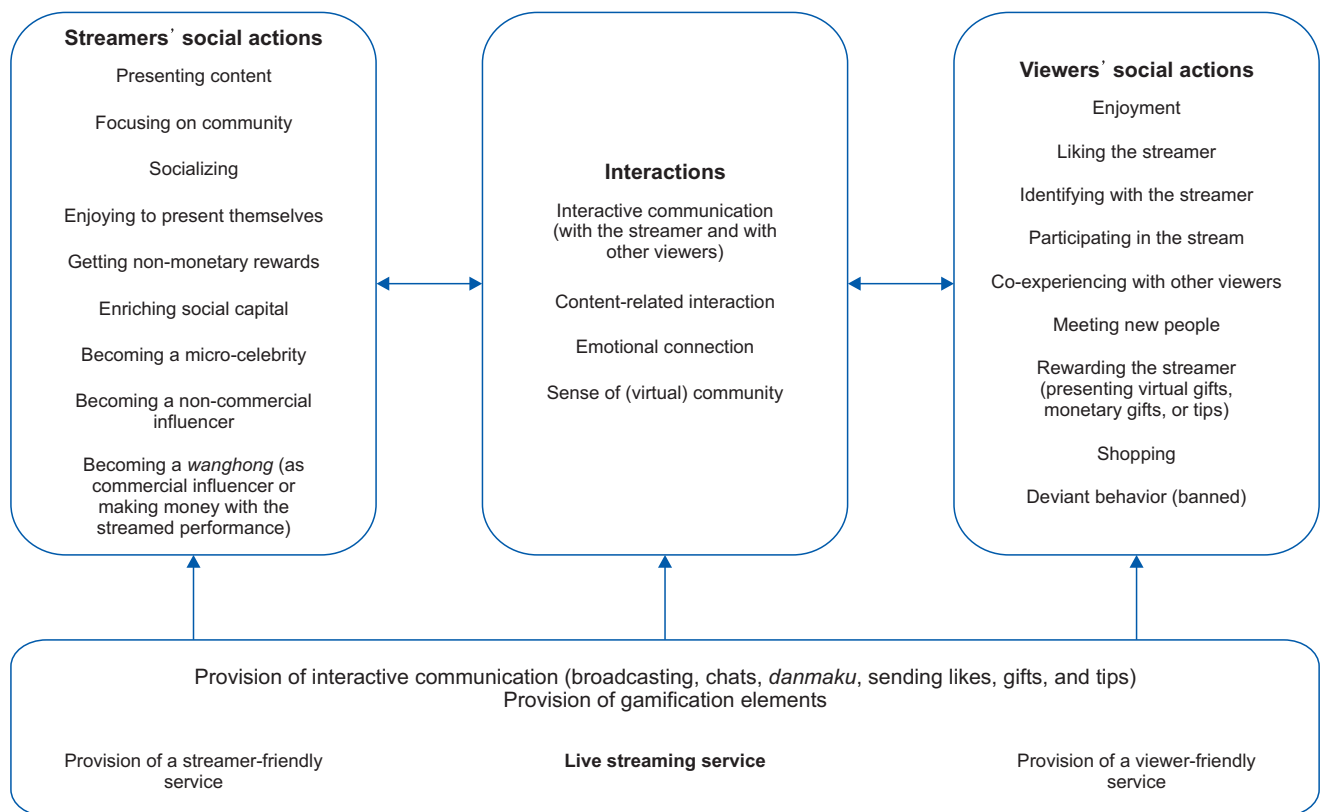 Streamers’ social actions
Presenting content
Focusing on community
Socializing
Enjoying to present themselves
Getting non-monetary rewards
Enriching social capital
Becoming a micro-celebrity
Becoming a non-commercial
influencer
Becoming a wanghong (as
commercial influencer or
making money with the
streamed performance)
Interactions
Interactive communication
(with the streamer and with
other viewers)
Content-related interaction
Emotional connection
Sense of (virtual) community
Viewers’ social actions
Enjoyment
Liking the streamer
Identifying with the streamer
Participating in the stream
Co-experiencing with other viewers
Meeting new people
Rewarding the streamer
(presenting virtual gifts,
monetary gifts, or tips)
Shopping
Deviant behavior (banned)
Provision of interactive communication (broadcasting, chats, danmaku, sending likes, gifts, and tips)
Provision of gamification elements
Provision of a streamer-friendly
service
Live streaming service
Provision of a viewer-friendly
service